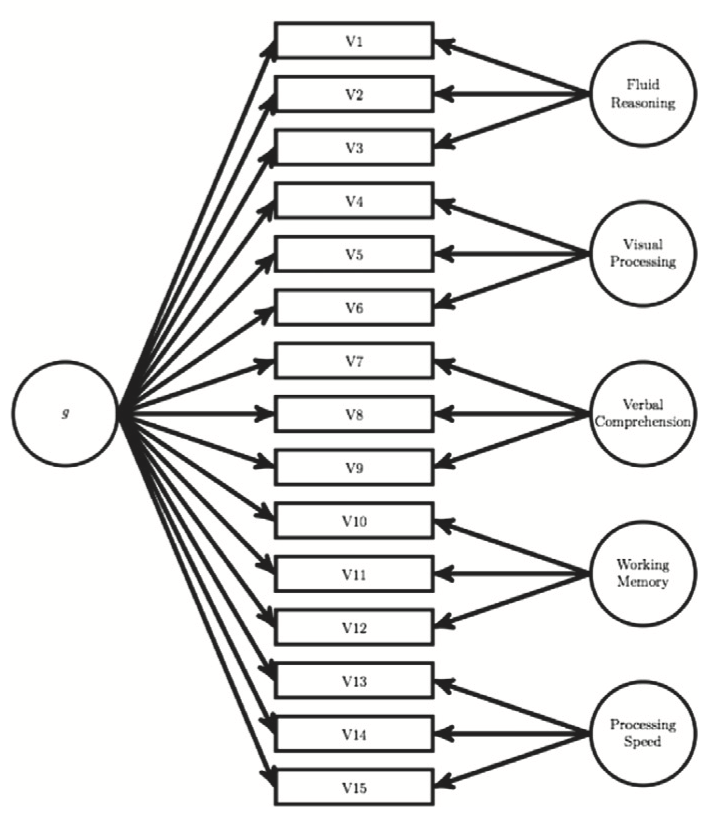 V1
V2
V3
V4
V5
V6
V7
V8
V9
V10
V11
V12
V13
V14
V15
g
Fluid
Reasoning
Visual
Processing
Verbal
Comprehension
Working
Memory
Processing
Speed